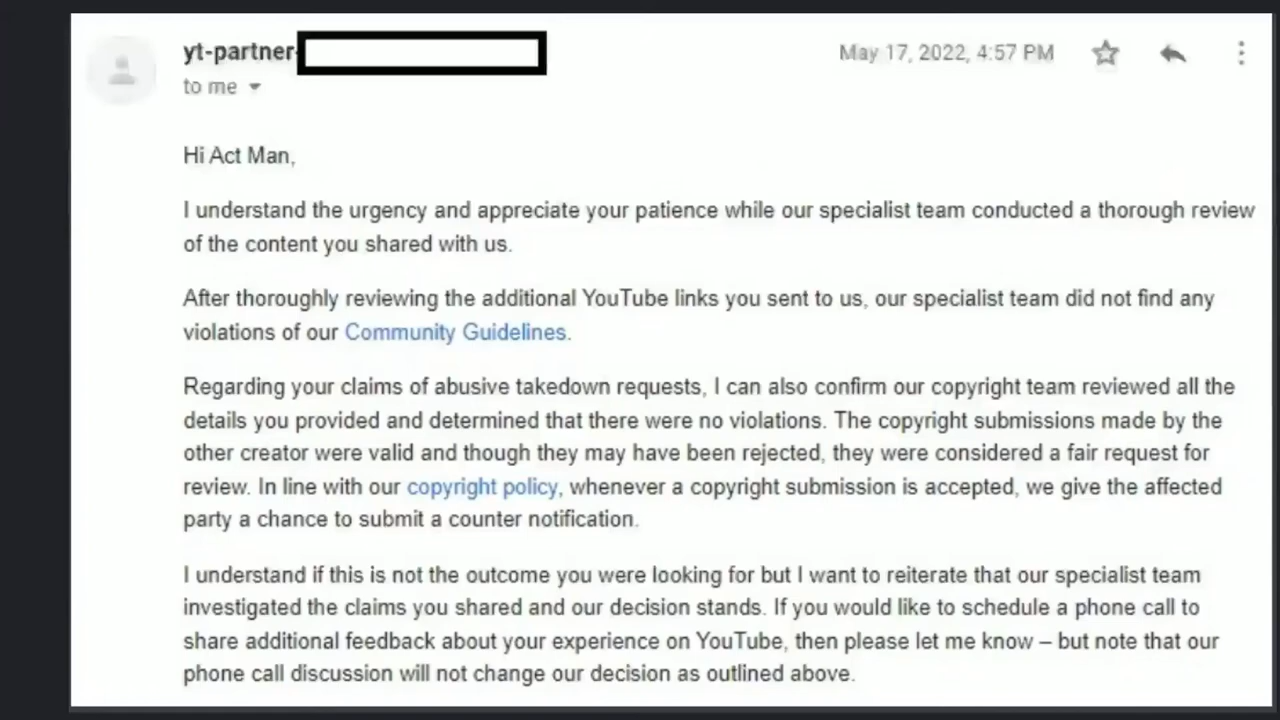 yt-partner-
May 17, 2022, 4:57 PM
to me
Hi Act Man,
I understand the urgency and appreciate your patience while our specialist team conducted a thorough review
of the content you shared with us.
After thoroughly reviewing the additional YouTube links you sent to us, our specialist team did not find any
violations of our Community Guidelines.
Regarding your claims of abusive takedown requests, I can also confirm our copyright team reviewed all the
details you provided and determined that there were no violations. The copyright submissions made by the
other creator were valid and though they may have been rejected, they were considered a fair request for
review. In line with our copyright policy, whenever a copyright submission is accepted, we give the affected
party a chance to submit a counter notification.
I understand if this is not the outcome you were looking for but I want to reiterate that our specialist team
investigated the claims you shared and our decision stands. If you would like to schedule a phone call to
share additional feedback about your experience on YouTube, then please let me know – but note that our
phone call discussion will not change our decision as outlined above.